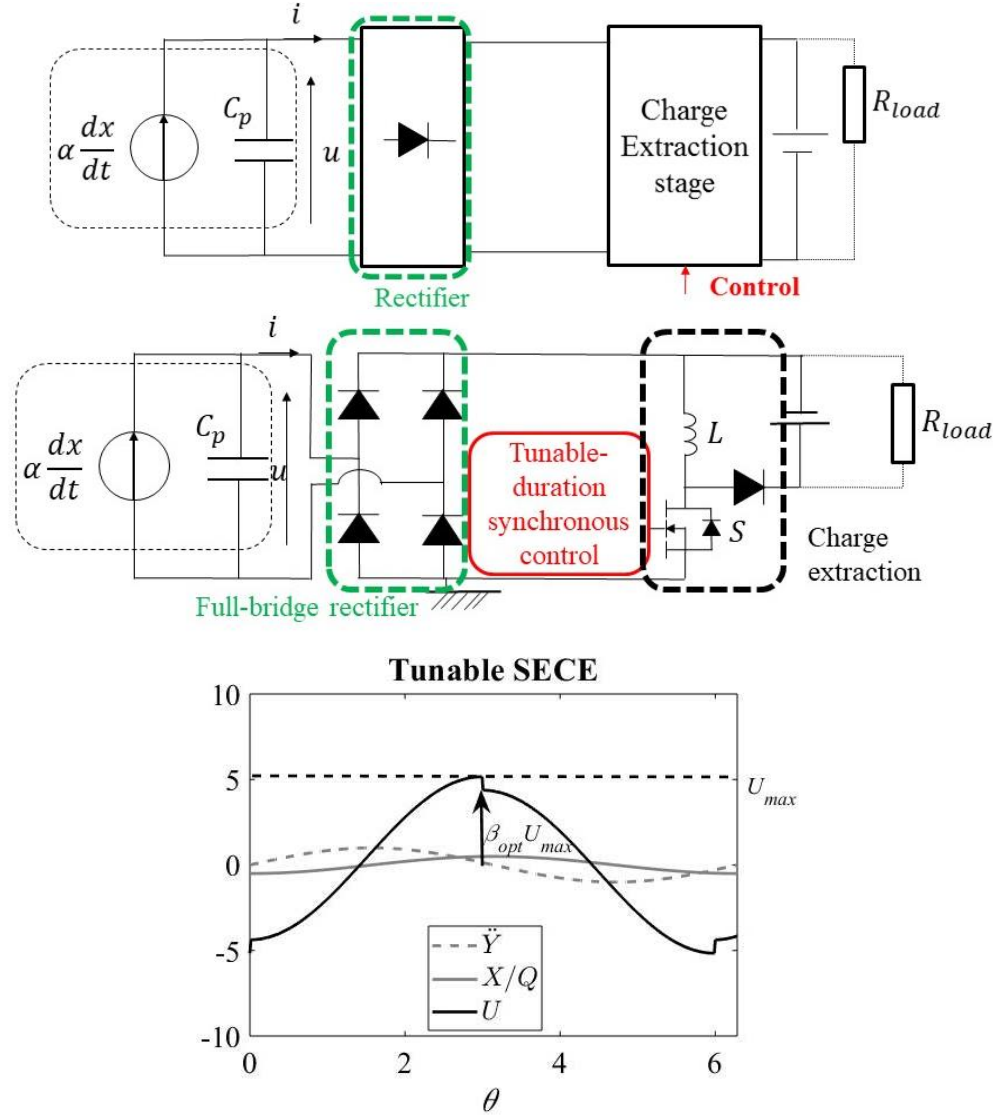 i
C_p
α dx/dt
u
Charge
Extraction
stage
R_load
Rectifier
Control
i
C_p
α dx/dt
u
Tunable-
duration
synchronous
control
L
S
R_load
Charge
extraction
Full-bridge rectifier
Tunable SECE
10
5
0
-5
-10
U_max
β_opt U_max
Ÿ
X/Q
U
0
2
4
6
θ